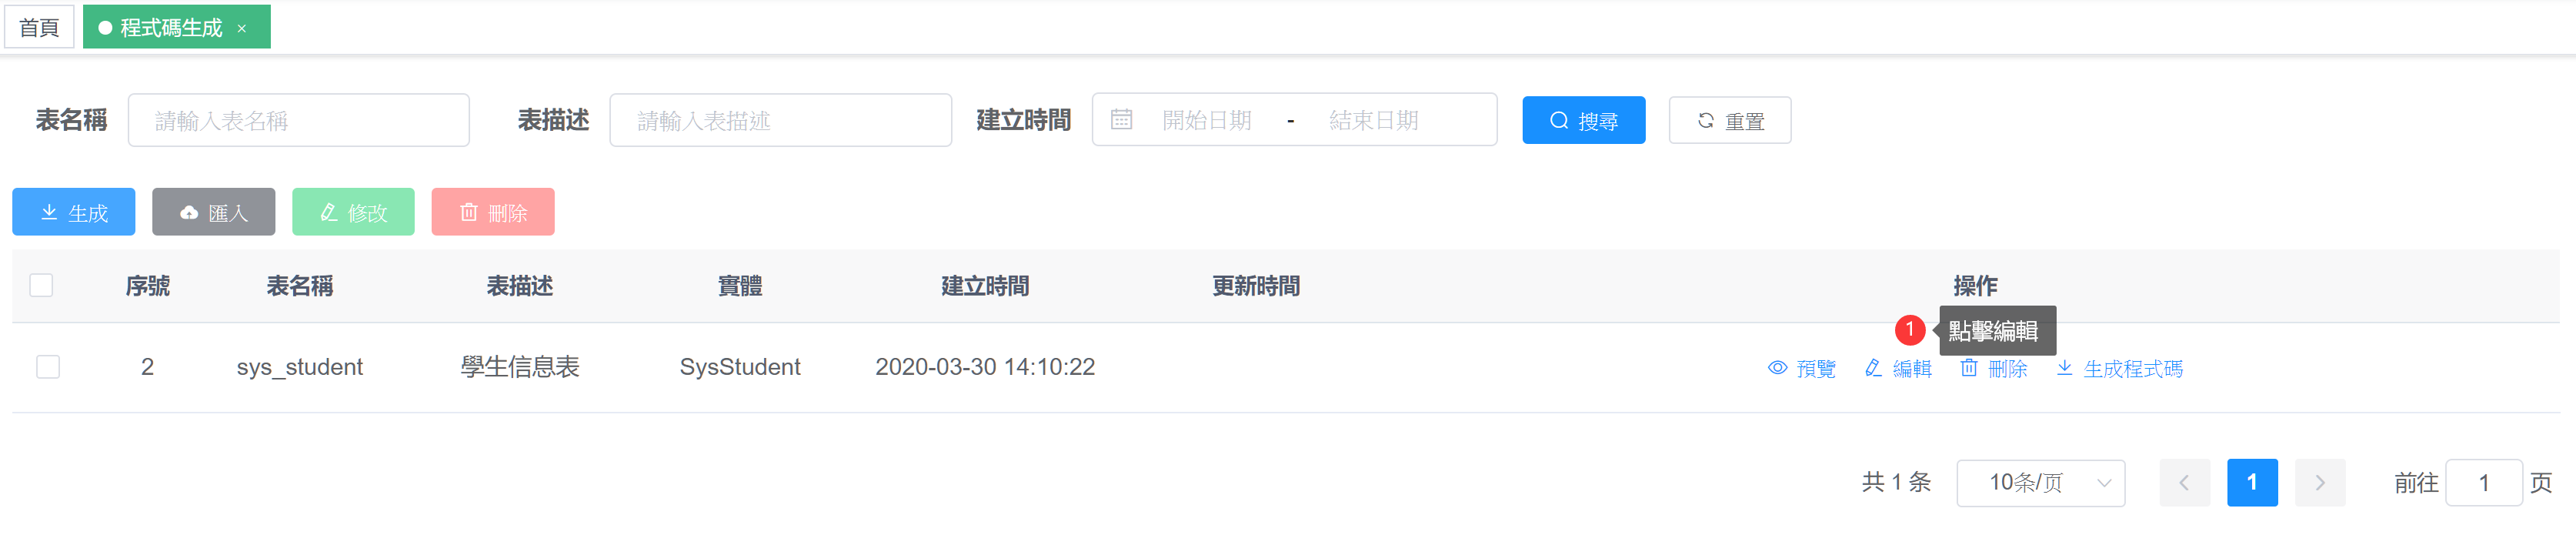 首頁 程式碼生成 ×
表名稱 請輸入表名稱 表描述 請輸入表描述 建立時間 開始日期 - 結束日期 搜尋 重置
生成 匯入 修改 刪除
序號 表名稱 表描述 實體 建立時間 更新時間 操作
1 點擊編輯
2 sys_student 學生信息表 SysStudent 2020-03-30 14:10:22 預覽 編輯 刪除 生成程式碼
共 1 条 10条/页 1 前往 1 页